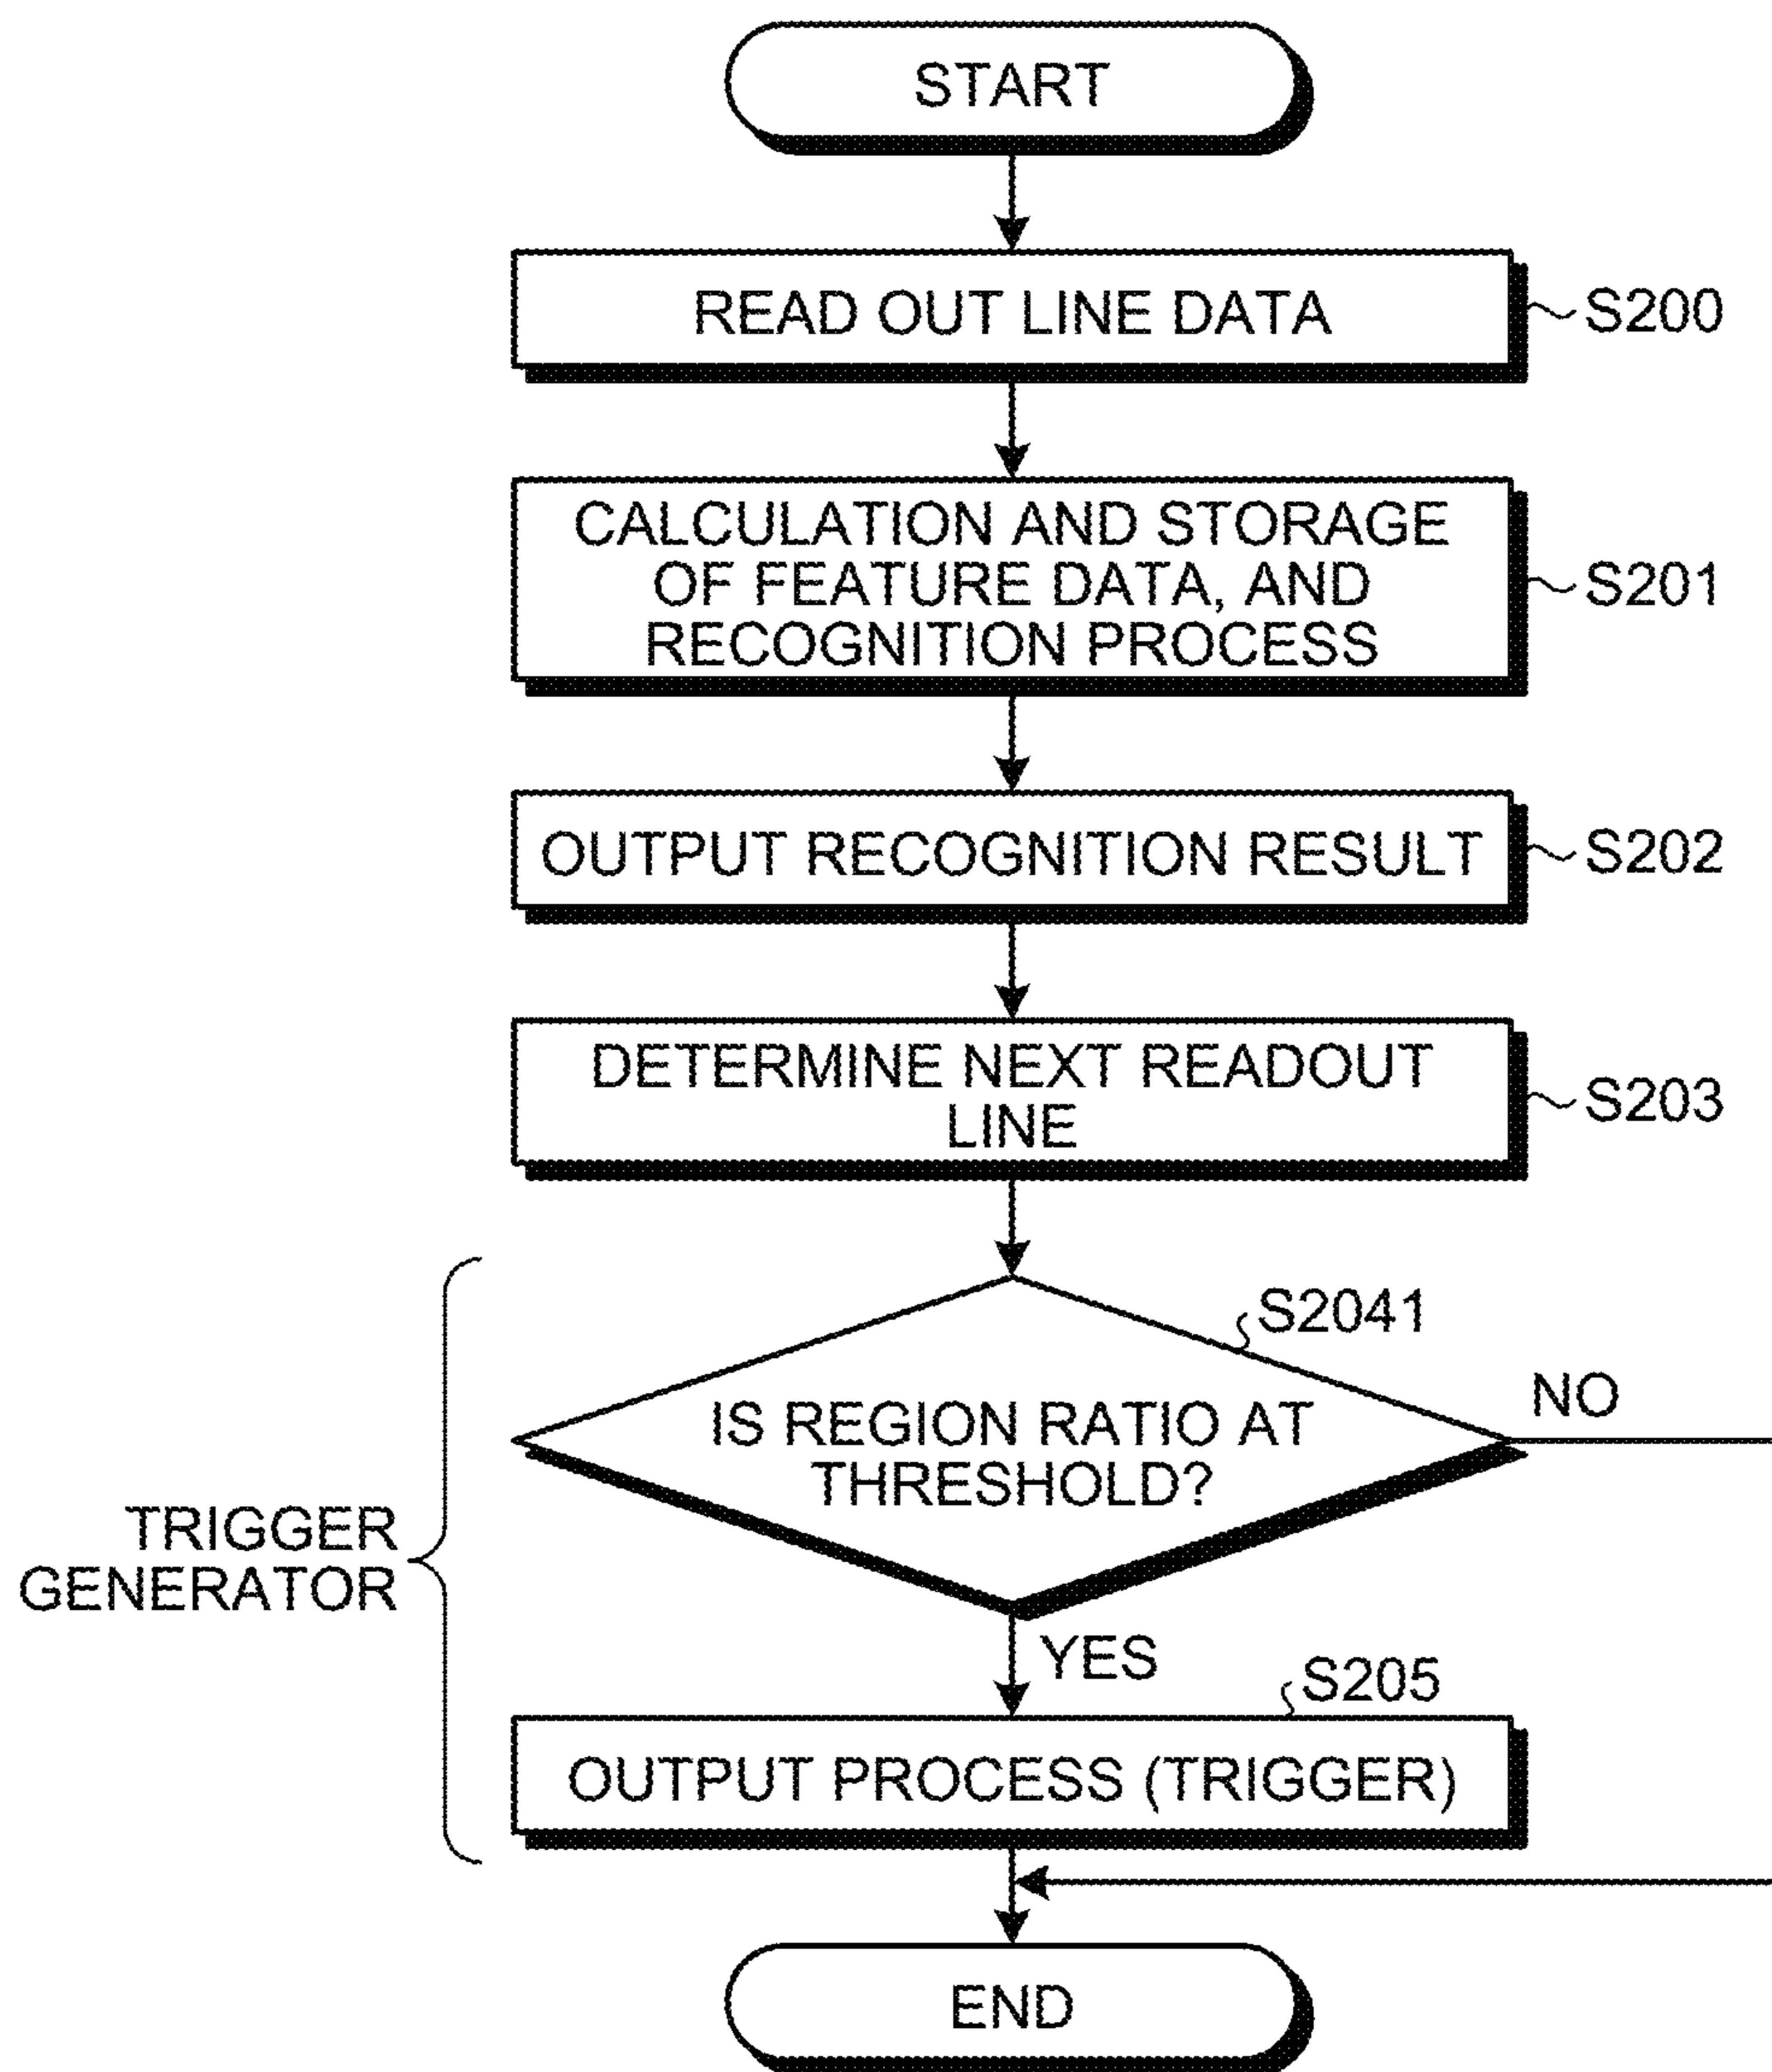 START
READ OUT LINE DATA
S200
CALCULATION AND STORAGE
OF FEATURE DATA, AND
RECOGNITION PROCESS
S201
OUTPUT RECOGNITION RESULT
S202
DETERMINE NEXT READOUT
LINE
S203
S2041
IS REGION RATIO AT
THRESHOLD?
NO
TRIGGER
GENERATOR
YES
S205
OUTPUT PROCESS (TRIGGER)
END